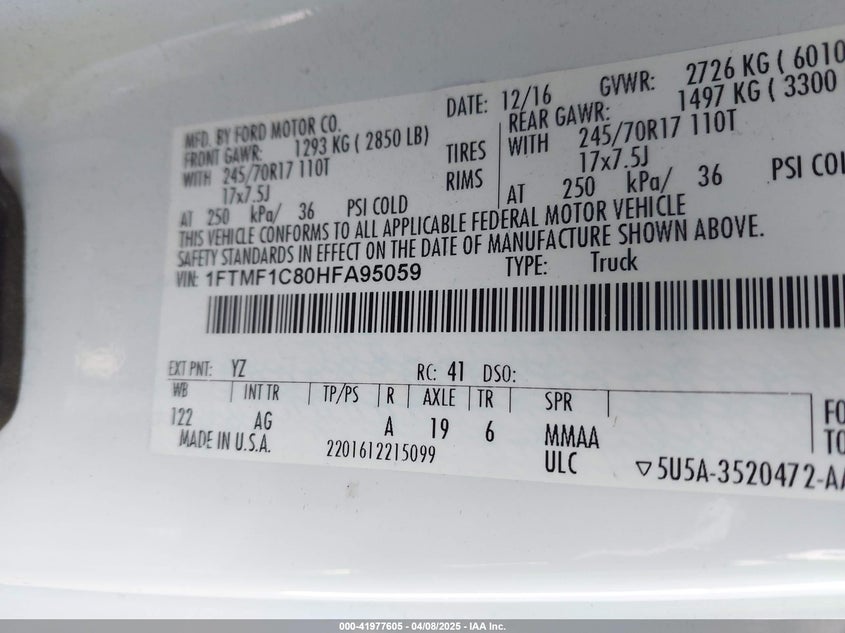 MFD. BY FORD MOTOR CO.
DATE: 12/16
GVWR: 2726 KG ( 6010
FRONT GAWR: 1293 KG ( 2850 LB)
REAR GAWR: 1497 KG ( 3300
WITH 245/70R17 110T
TIRES
WITH 245/70R17 110T
17x7.5J
RIMS
17x7.5J
AT 250 kPa/ 36 PSI COLD
AT 250 kPa/ 36 PSI COL
THIS VEHICLE CONFORMS TO ALL APPLICABLE FEDERAL MOTOR VEHICLE
SAFETY STANDARDS IN EFFECT ON THE DATE OF MANUFACTURE SHOWN ABOVE.
VIN: 1FTMF1C80HFA95059
TYPE: Truck
EXT PNT: YZ RC: 41 DSO:
WB INT TR TP/PS R AXLE TR SPR
122 AG A 19 6 MMAA
MADE IN U.S.A. 2201612215099 ULC
FO
TO
5U5A-3520472-AA
000-41977605 | 04/08/2025 - IAA Inc.